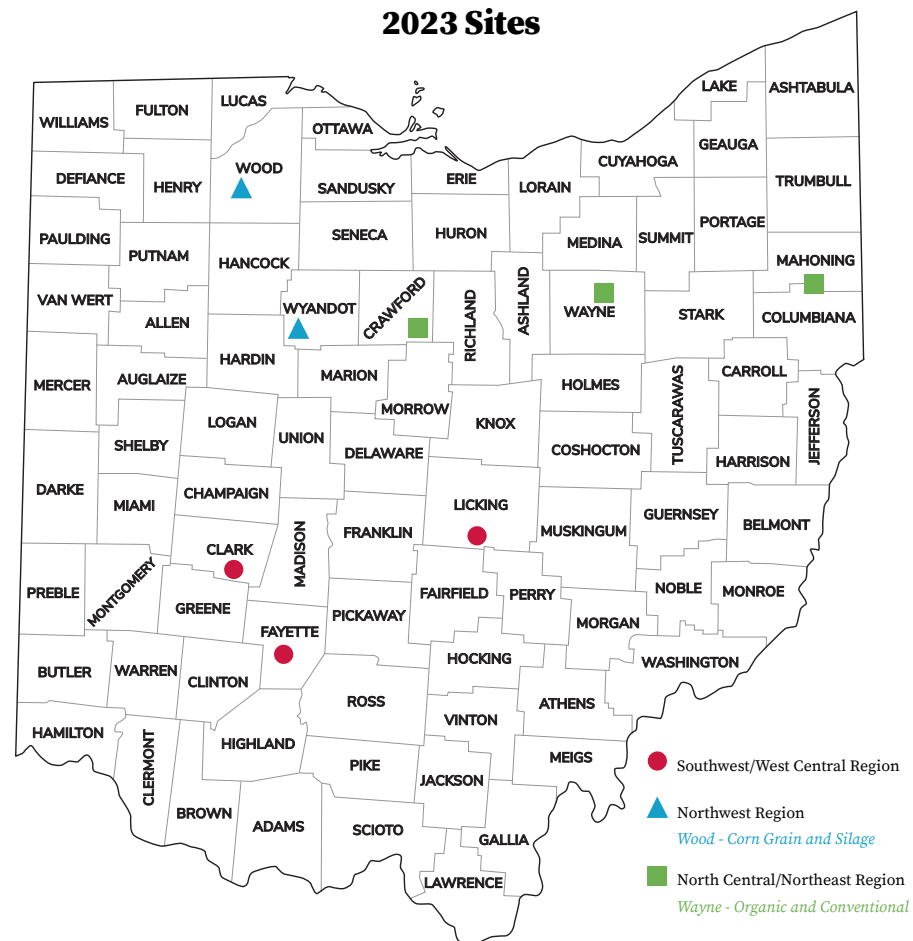 2023 Sites
LAKE
ASHTABULA
LUCAS
FULTON
WILLIAMS
OTTAWA
GEAUGA
CUYAHOGA
WOOD
DEFIANCE
HENRY
SANDUSKY
ERIE
LORAIN
TRUMBULL
PORTAGE
PAULDING
SENECA
HURON
MEDINA
SUMMIT
PUTNAM
HANCOCK
MAHONING
VAN WERT
WYANDOT
CRAWFORD
RICHLAND
ASHLAND
WAYNE
STARK
COLUMBIANA
ALLEN
HARDIN
MERCER
AUGLAIZE
MARION
HOLMES
TUSCARAWAS
CARROLL
JEFFERSON
MORROW
LOGAN
UNION
KNOX
SHELBY
DELAWARE
COSHOCTON
HARRISON
DARKE
CHAMPAIGN
MIAMI
LICKING
MADISON
FRANKLIN
MUSKINGUM
GUERNSEY
BELMONT
CLARK
PREBLE
MONTGOMERY
GREENE
FAIRFIELD
PERRY
NOBLE
MONROE
PICKAWAY
FAYETTE
MORGAN
BUTLER
WARREN
CLINTON
HOCKING
WASHINGTON
ROSS
ATHENS
VINTON
HAMILTON
CLERMONT
HIGHLAND
PIKE
JACKSON
MEIGS
Southwest/West Central Region
BROWN
ADAMS
SCIOTO
GALLIA
LAWRENCE
Northwest Region
Wood - Corn Grain and Silage
North Central/Northeast Region
Wayne - Organic and Conventional